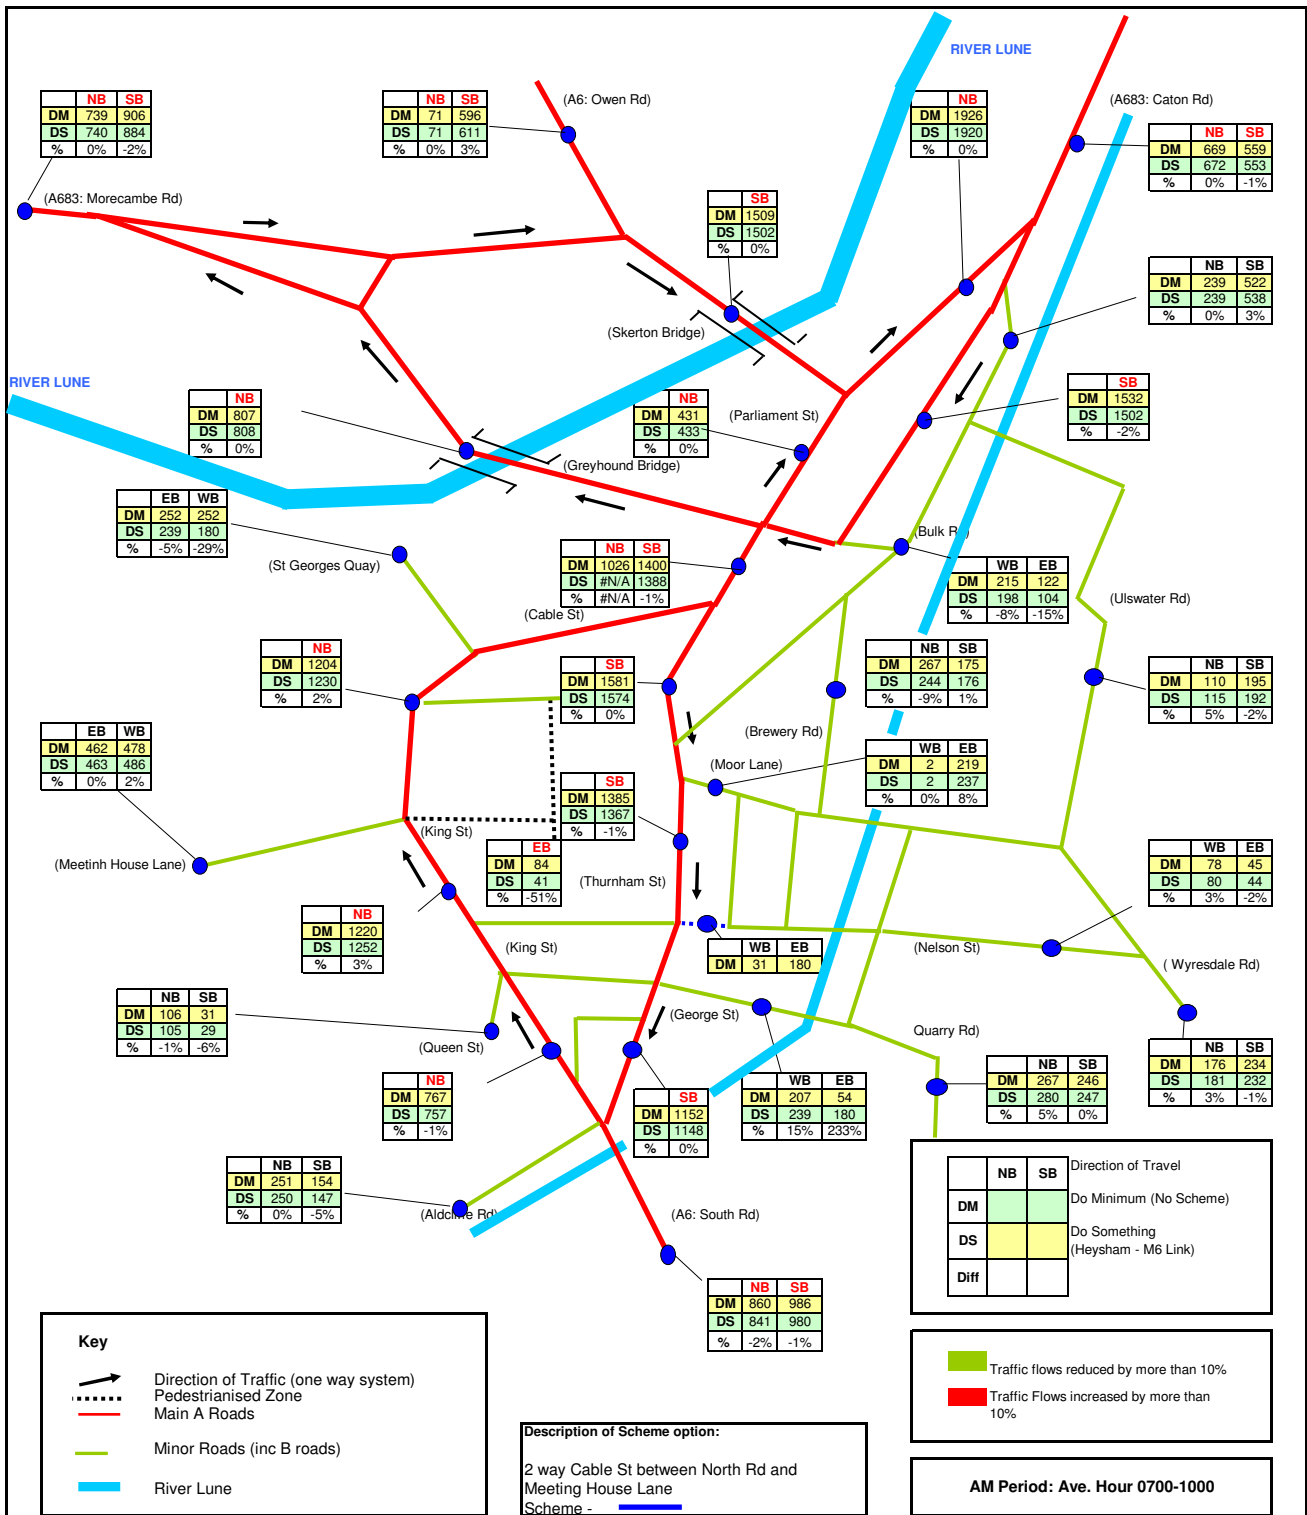 RIVER LUNE
NB SB
DM 739 906
DS 740 884
% 0% -2%
NB SB
DM 71 596
DS 71 611
% 0% 3%
(A6: Owen Rd)
NB
DM 1926
DS 1920
% 0%
(A683: Caton Rd)
NB SB
DM 669 559
DS 672 553
% 0% -1%
(A683: Morecambe Rd)
SB
DM 1509
DS 1502
% 0%
NB SB
DM 239 522
DS 239 538
% 0% 3%
(Skerton Bridge)
RIVER LUNE
NB
DM 807
DS 808
% 0%
NB
DM 431
DS 433
% 0%
(Parliament St)
SB
DM 1532
DS 1502
% -2%
(Greyhound Bridge)
EB WB
DM 252 252
DS 239 180
% -5% -29%
(St Georges Quay)
NB SB
DM 1026 1400
DS #N/A 1388
% #N/A -1%
(Bulk Rd)
WB EB
DM 215 122
DS 198 104
% -8% -15%
(Ulswater Rd)
(Cable St)
NB
DM 1204
DS 1230
% 2%
SB
DM 1581
DS 1574
% 0%
NB SB
DM 267 175
DS 244 176
% -9% 1%
NB SB
DM 110 195
DS 115 192
% 5% -2%
(Brewery Rd)
EB WB
DM 462 478
DS 463 486
% 0% 2%
(Moor Lane)
WB EB
DM 2 219
DS 2 237
% 0% 8%
SB
DM 1385
DS 1367
% -1%
(King St)
EB
DM 84
DS 41
% -51%
(Meetinh House Lane)
(Thurnham St)
WB EB
DM 78 45
DS 80 44
% 3% -2%
NB
DM 1220
DS 1252
% 3%
(King St)
WB EB
DM 31 180
(Nelson St)
( Wyresdale Rd)
NB SB
DM 106 31
DS 105 29
% -1% -6%
(Queen St)
(George St)
Quarry Rd)
NB
DM 767
DS 757
% -1%
SB
DM 1152
DS 1148
% 0%
WB EB
DM 207 54
DS 239 180
% 15% 233%
NB SB
DM 267 246
DS 280 247
% 5% 0%
NB SB
DM 176 234
DS 181 232
% 3% -1%
NB SB
DM 251 154
DS 250 147
% 0% -5%
(Aldcliffe Rd)
(A6: South Rd)
NB SB
DM 860 986
DS 841 980
% -2% -1%
NB SB Direction of Travel
DM Do Minimum (No Scheme)
DS Do Something
(Heysham - M6 Link)
Diff
Traffic flows reduced by more than 10%
Traffic Flows increased by more than
10%
Key
Direction of Traffic (one way system)
Pedestrianised Zone
Main A Roads
Minor Roads (inc B roads)
River Lune
Description of Scheme option:
2 way Cable St between North Rd and
Meeting House Lane
Scheme -
AM Period: Ave. Hour 0700-1000